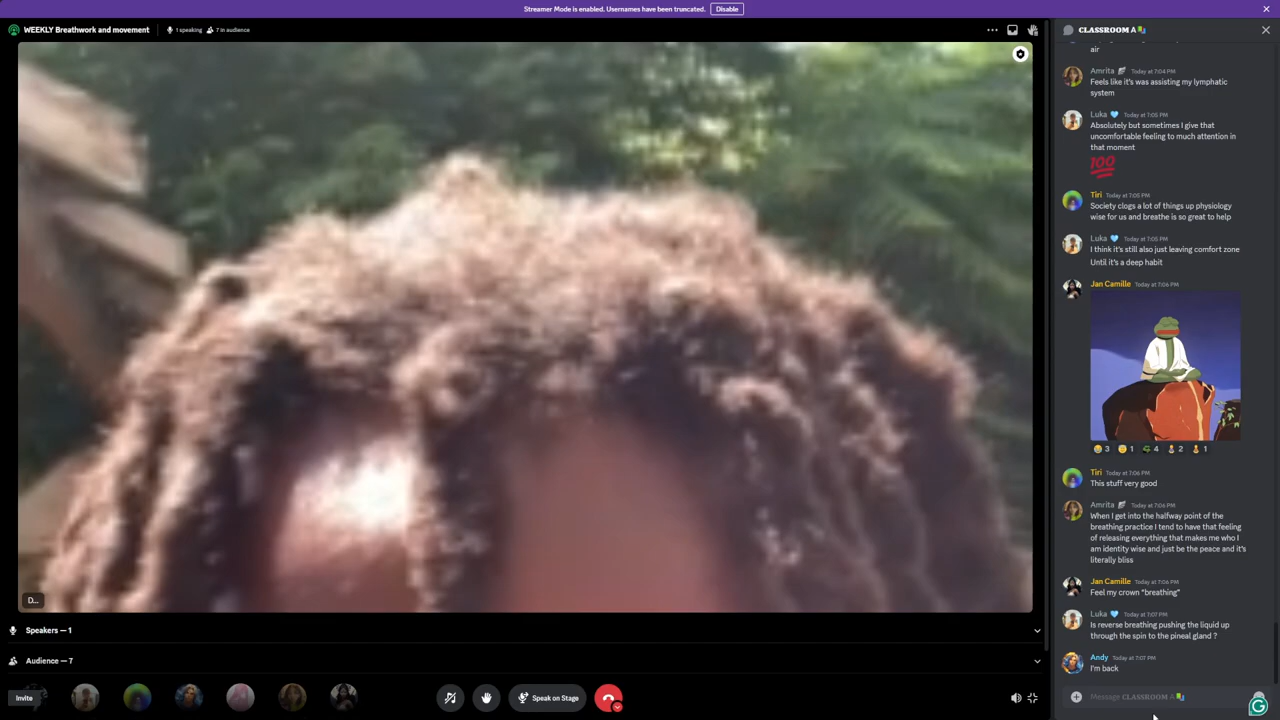 Streamer Mode is enabled. Usernames have been truncated. Disable
WEEKLY Breathwork and movement 1 speaking 7 in audience
D...
Speakers — 1
Audience — 7
Invite
Speak on Stage
CLASSROOM A
air
Amrita Today at 7:04 PM
Feels like it's was assisting my lymphatic
system
Luka 💙 Today at 7:05 PM
Absolutely but sometimes I give that
uncomfortable feeling to much attention in
that moment
💯
Tiri Today at 7:05 PM
Society clogs a lot of things up physiology
wise for us and breathe is so great to help
Luka 💙 Today at 7:05 PM
I think it's still also just leaving comfort zone
Until it's a deep habit
Jan Camille Today at 7:06 PM
3 1 4 2 1
Tiri Today at 7:06 PM
This stuff very good
Amrita Today at 7:06 PM
When I get into the halfway point of the
breathing practice I tend to have that feeling
of releasing everything that makes me who I
am identity wise and just be the peace and it's
literally bliss
Jan Camille Today at 7:06 PM
Feel my crown "breathing"
Luka 💙 Today at 7:07 PM
Is reverse breathing pushing the liquid up
through the spin to the pineal gland ?
Andy Today at 7:07 PM
I'm back
Message CLASSROOM A